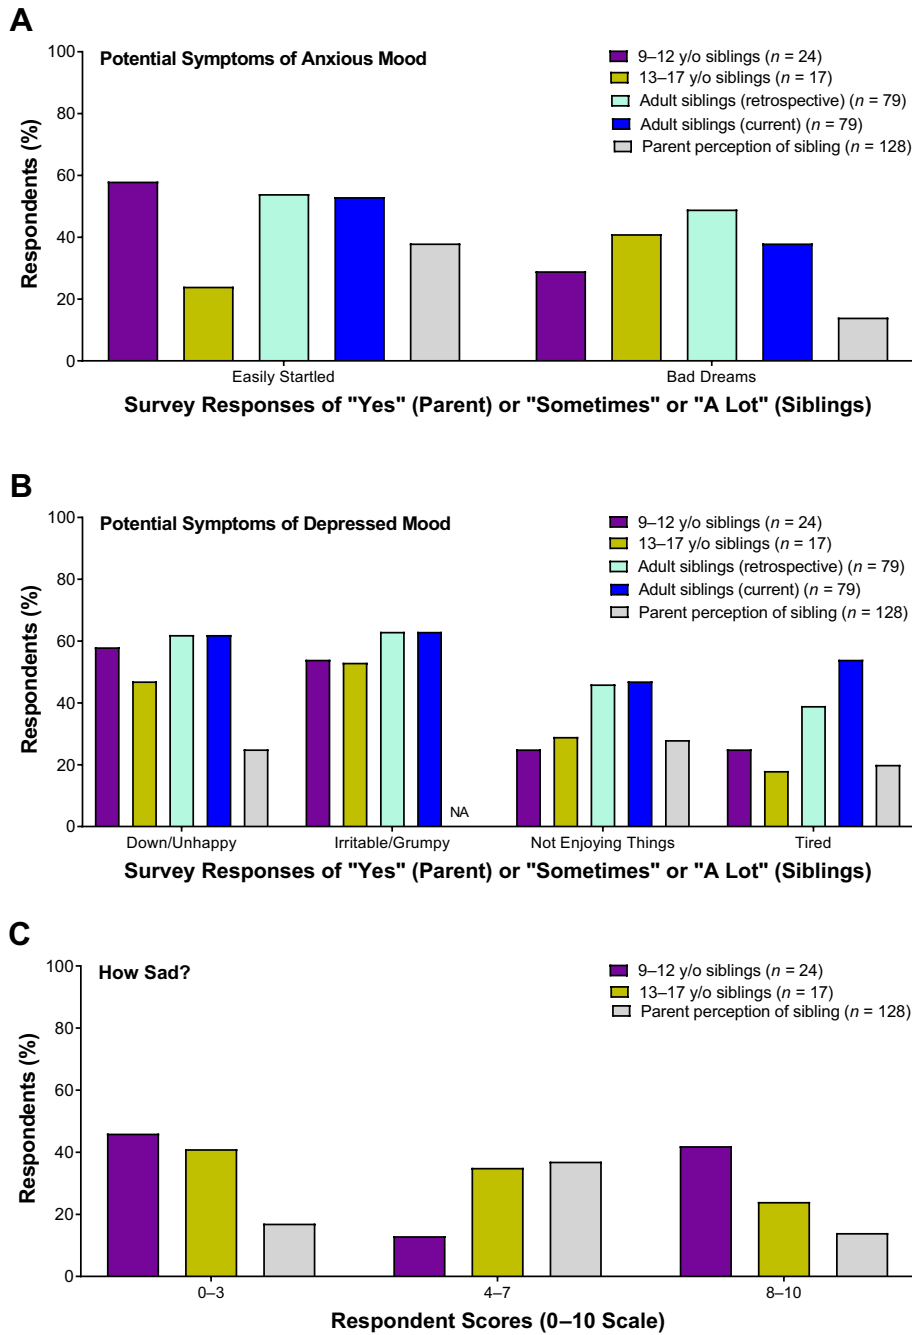 A
Potential Symptoms of Anxious Mood
9–12 y/o siblings (n = 24)
13–17 y/o siblings (n = 17)
Adult siblings (retrospective) (n = 79)
Adult siblings (current) (n = 79)
Parent perception of sibling (n = 128)
Respondents (%)
100
80
60
40
20
0
Easily Startled
Bad Dreams
Survey Responses of "Yes" (Parent) or "Sometimes" or "A Lot" (Siblings)
B
Potential Symptoms of Depressed Mood
9–12 y/o siblings (n = 24)
13–17 y/o siblings (n = 17)
Adult siblings (retrospective) (n = 79)
Adult siblings (current) (n = 79)
Parent perception of sibling (n = 128)
Respondents (%)
100
80
60
40
20
0
NA
Down/Unhappy
Irritable/Grumpy
Not Enjoying Things
Tired
Survey Responses of "Yes" (Parent) or "Sometimes" or "A Lot" (Siblings)
C
How Sad?
9–12 y/o siblings (n = 24)
13–17 y/o siblings (n = 17)
Parent perception of sibling (n = 128)
Respondents (%)
100
80
60
40
20
0
0–3
4–7
8–10
Respondent Scores (0–10 Scale)